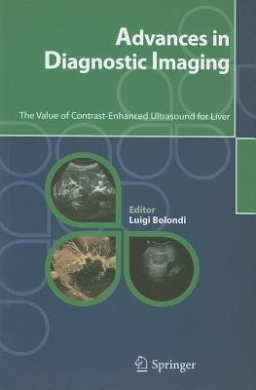 Advances in
Diagnostic Imaging
The Value of Contrast-Enhanced Ultrasound for Liver
Editor
Luigi Bolondi
Springer